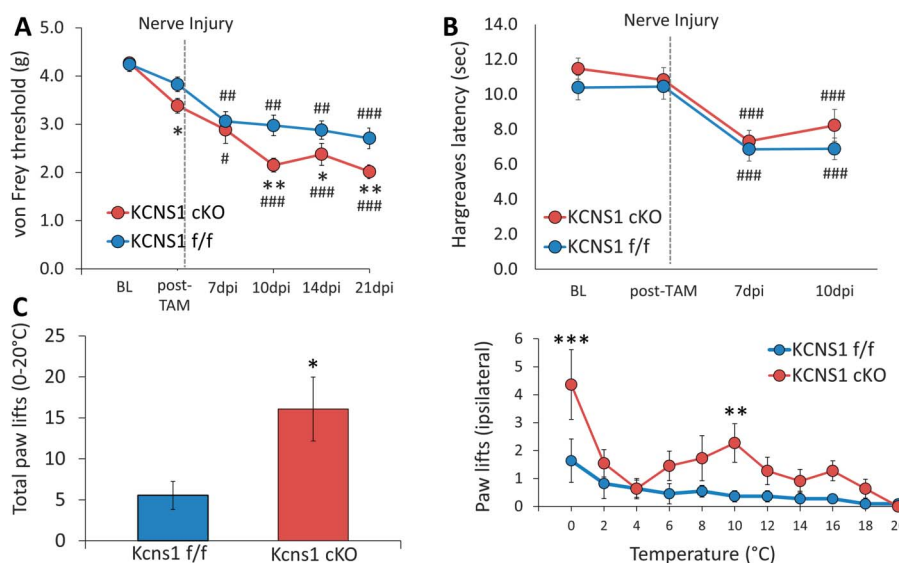 A
Nerve Injury
von Frey threshold (g)
5.0
4.0
3.0
2.0
1.0
0.0
*
##
#
##
**
###
##
*
###
###
**
###
KCNS1 cKO
KCNS1 f/f
BL
post-TAM
7dpi
10dpi
14dpi
21dpi
B
Nerve Injury
Hargreaves latency (sec)
14.0
12.0
10.0
8.0
6.0
4.0
2.0
0.0
###
###
###
###
KCNS1 cKO
KCNS1 f/f
BL
post-TAM
7dpi
10dpi
C
Total paw lifts (0-20°C)
25
20
15
10
5
0
*
Kcns1 f/f
Kcns1 cKO
Paw lifts (ipsilateral)
6
5
4
3
2
1
0
***
**
KCNS1 f/f
KCNS1 cKO
0
2
4
6
8
10
12
14
16
18
20
Temperature (°C)